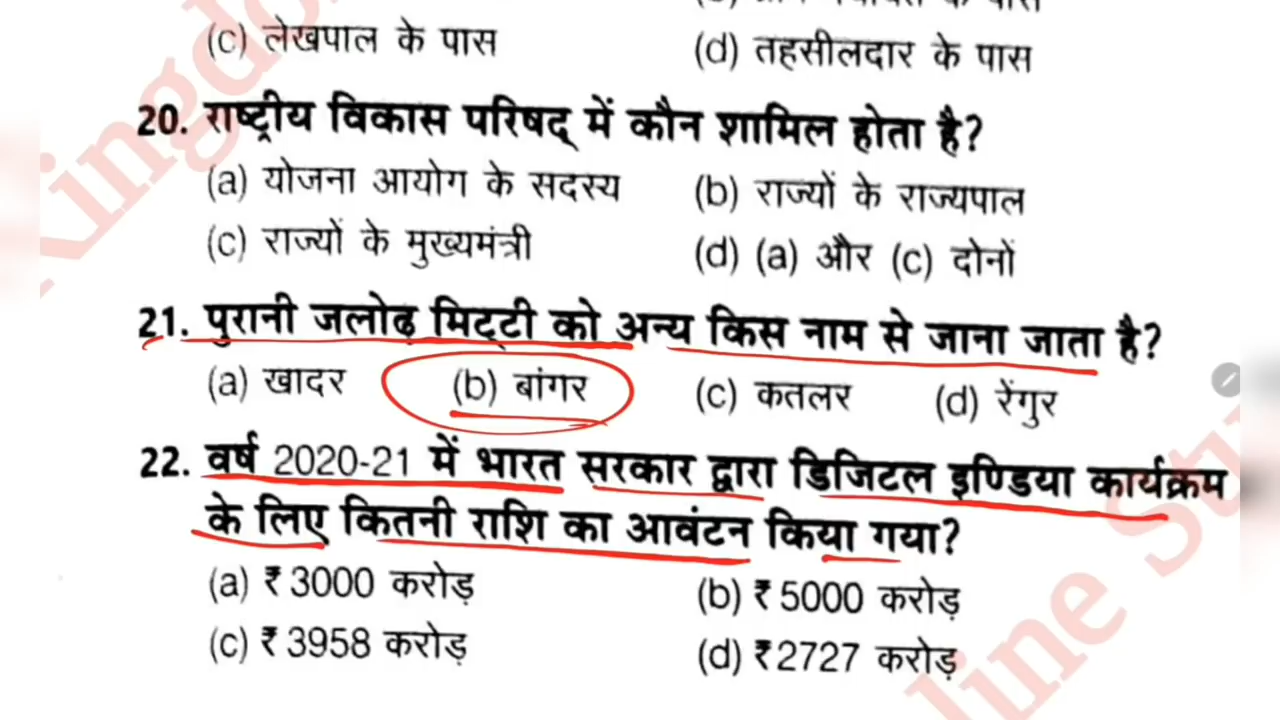 (c) लेखपाल के पास (d) तहसीलदार के पास
20. राष्ट्रीय विकास परिषद् में कौन शामिल होता है?
(a) योजना आयोग के सदस्य (b) राज्यों के राज्यपाल
(c) राज्यों के मुख्यमंत्री (d) (a) और (c) दोनों
21. पुरानी जलोढ़ मिट्टी को अन्य किस नाम से जाना जाता है?
(a) खादर (b) बांगर (c) कतलर (d) रेंगुर
22. वर्ष 2020-21 में भारत सरकार द्वारा डिजिटल इण्डिया कार्यक्रम
के लिए कितनी राशि का आवंटन किया गया?
(a) ₹ 3000 करोड़ (b) ₹ 5000 करोड़
(c) ₹ 3958 करोड़ (d) ₹ 2727 करोड़